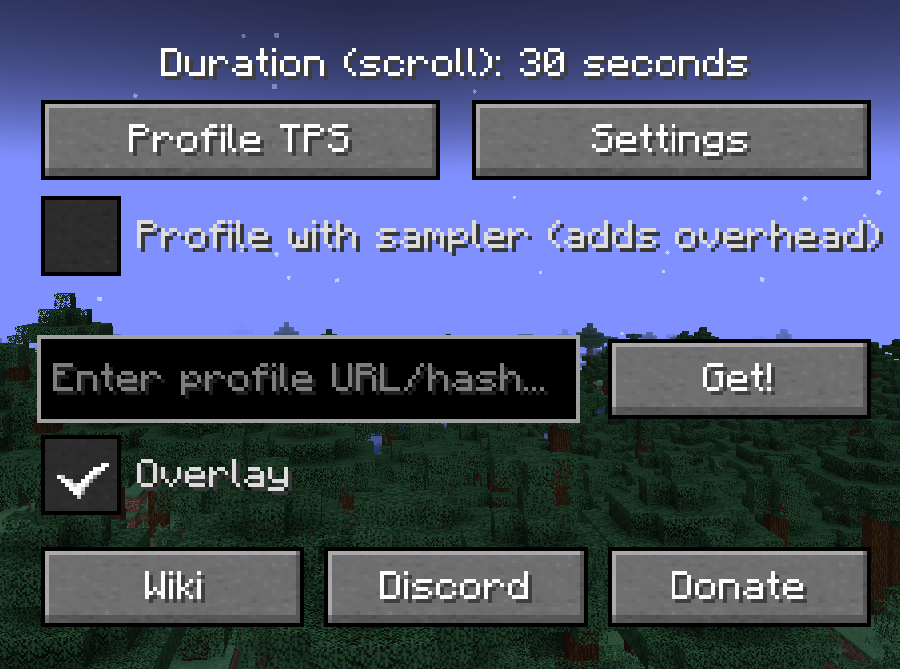 Duration (scroll): 30 seconds
Profile TPS
Settings
Profile with sampler (adds overhead)
Enter profile URL/hash...
Get!
Overlay
Wiki
Discord
Donate